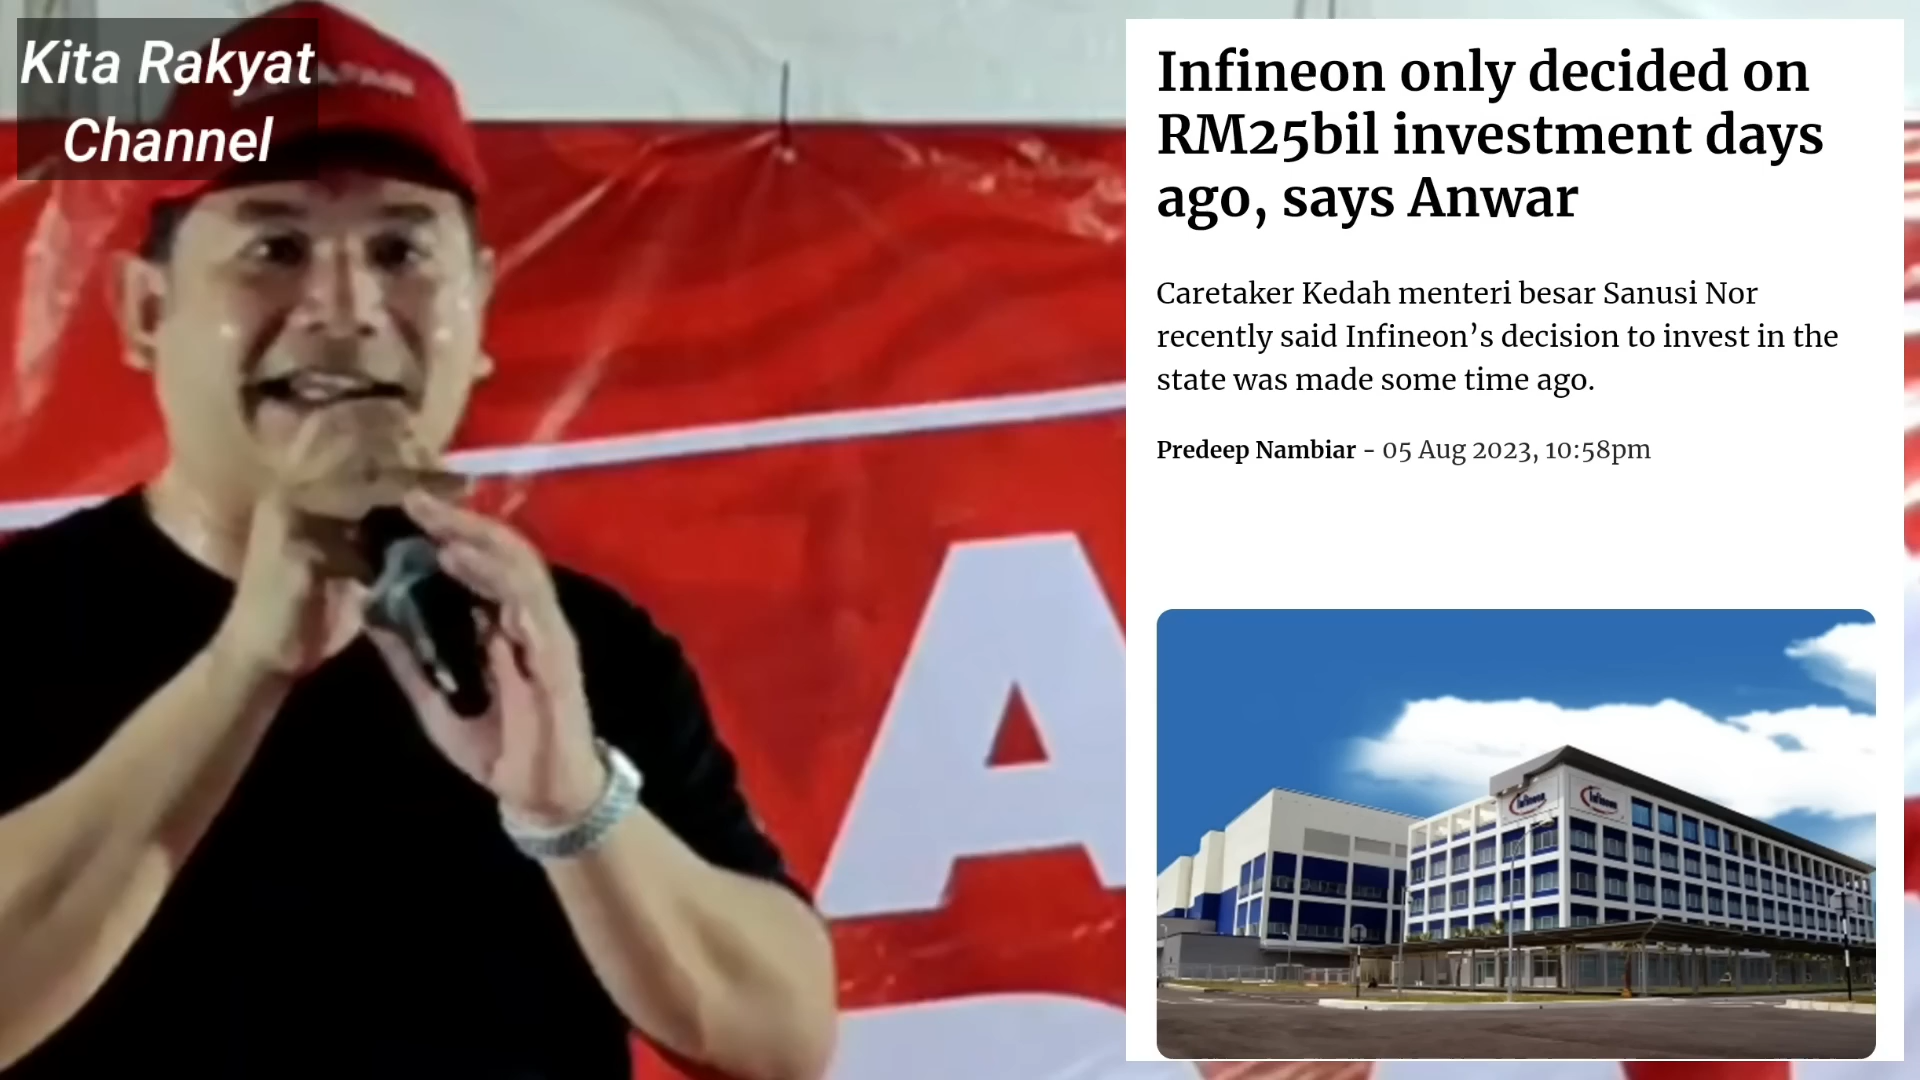 Kita Rakyat
Channel
Infineon only decided on
RM25bil investment days
ago, says Anwar
Caretaker Kedah menteri besar Sanusi Nor
recently said Infineon’s decision to invest in the
state was made some time ago.
Predeep Nambiar - 05 Aug 2023, 10:58pm
A
infineon
infineon